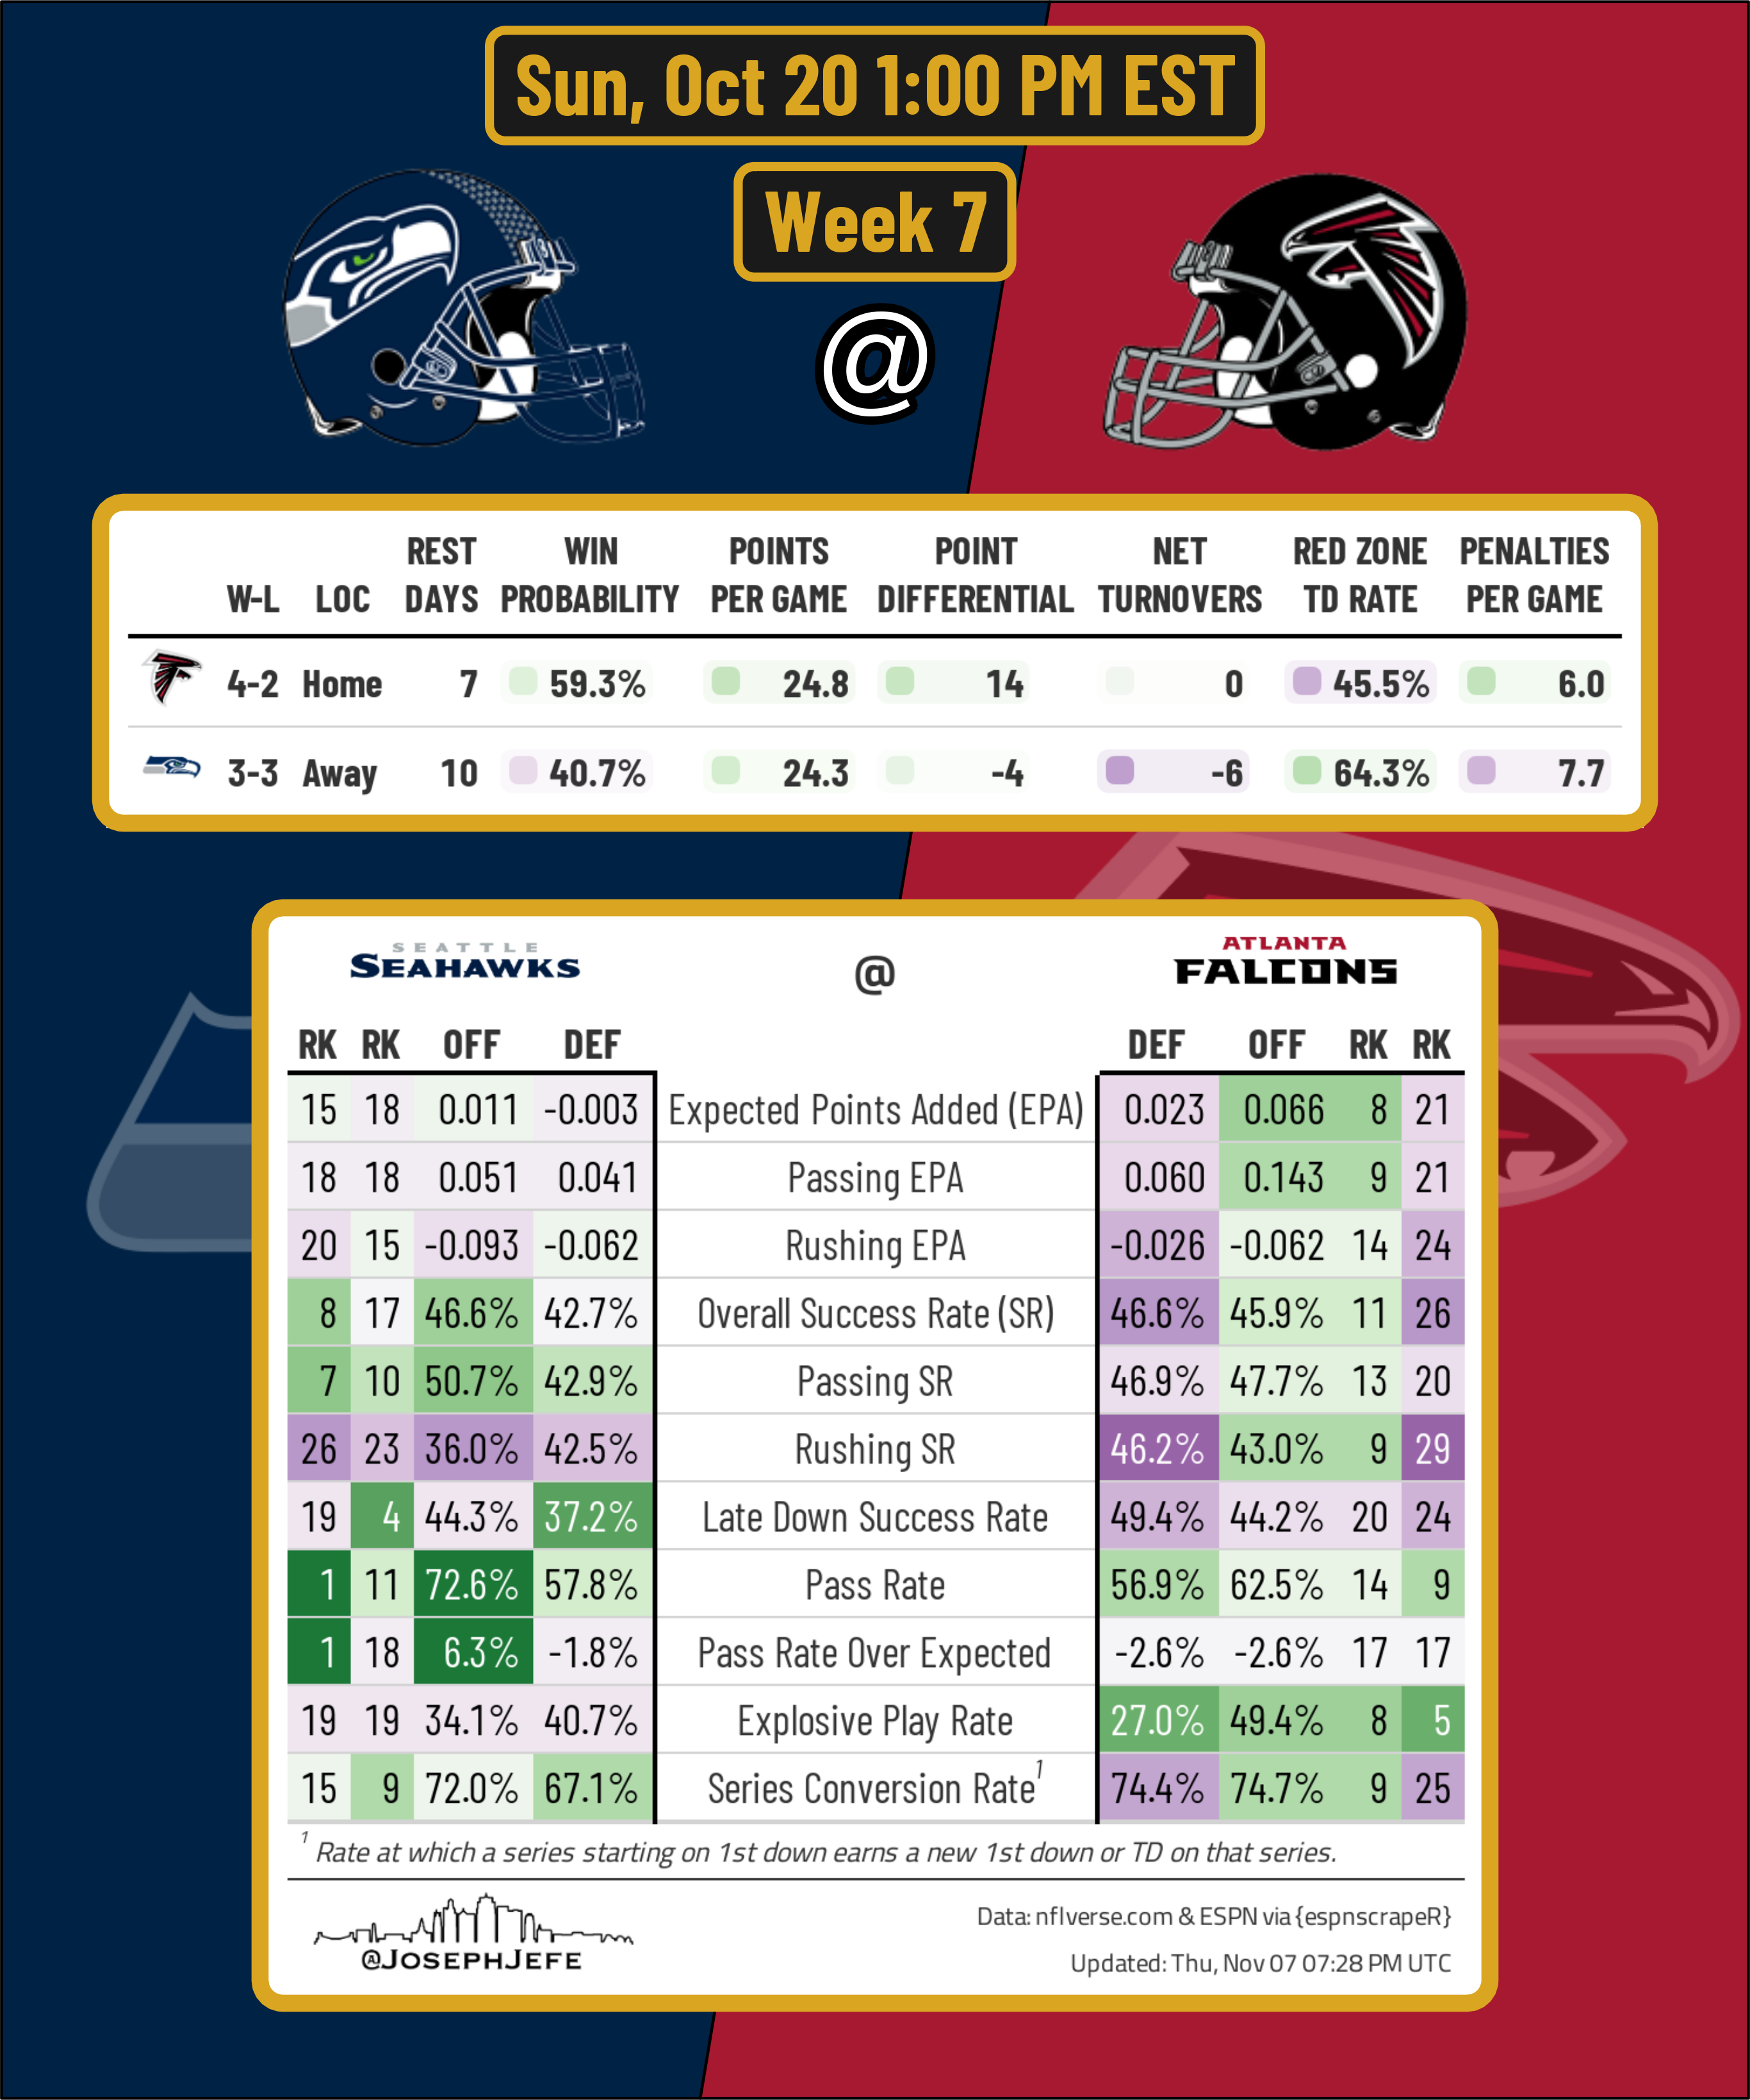 Sun, Oct 20 1:00 PM EST
Week 7
@
W-L LOC REST DAYS WIN PROBABILITY POINTS PER GAME POINT DIFFERENTIAL NET TURNOVERS RED ZONE TD RATE PENALTIES PER GAME
4-2 Home 7 59.3% 24.8 14 0 45.5% 6.0
3-3 Away 10 40.7% 24.3 -4 -6 64.3% 7.7
SEATTLE SEAHAWKS @ ATLANTA FALCONS
RK RK OFF DEF DEF OFF RK RK
15 18 0.011 -0.003 Expected Points Added (EPA) 0.023 0.066 8 21
18 18 0.051 0.041 Passing EPA 0.060 0.143 9 21
20 15 -0.093 -0.062 Rushing EPA -0.026 -0.062 14 24
8 17 46.6% 42.7% Overall Success Rate (SR) 46.6% 45.9% 11 26
7 10 50.7% 42.9% Passing SR 46.9% 47.7% 13 20
26 23 36.0% 42.5% Rushing SR 46.2% 43.0% 9 29
19 4 44.3% 37.2% Late Down Success Rate 49.4% 44.2% 20 24
1 11 72.6% 57.8% Pass Rate 56.9% 62.5% 14 9
1 18 6.3% -1.8% Pass Rate Over Expected -2.6% -2.6% 17 17
19 19 34.1% 40.7% Explosive Play Rate 27.0% 49.4% 8 5
15 9 72.0% 67.1% Series Conversion Rate1 74.4% 74.7% 9 25
1 Rate at which a series starting on 1st down earns a new 1st down or TD on that series.
@JOSEPHJEFE
Data: nflverse.com & ESPN via {espnscrapeR}
Updated: Thu, Nov 07 07:28 PM UTC